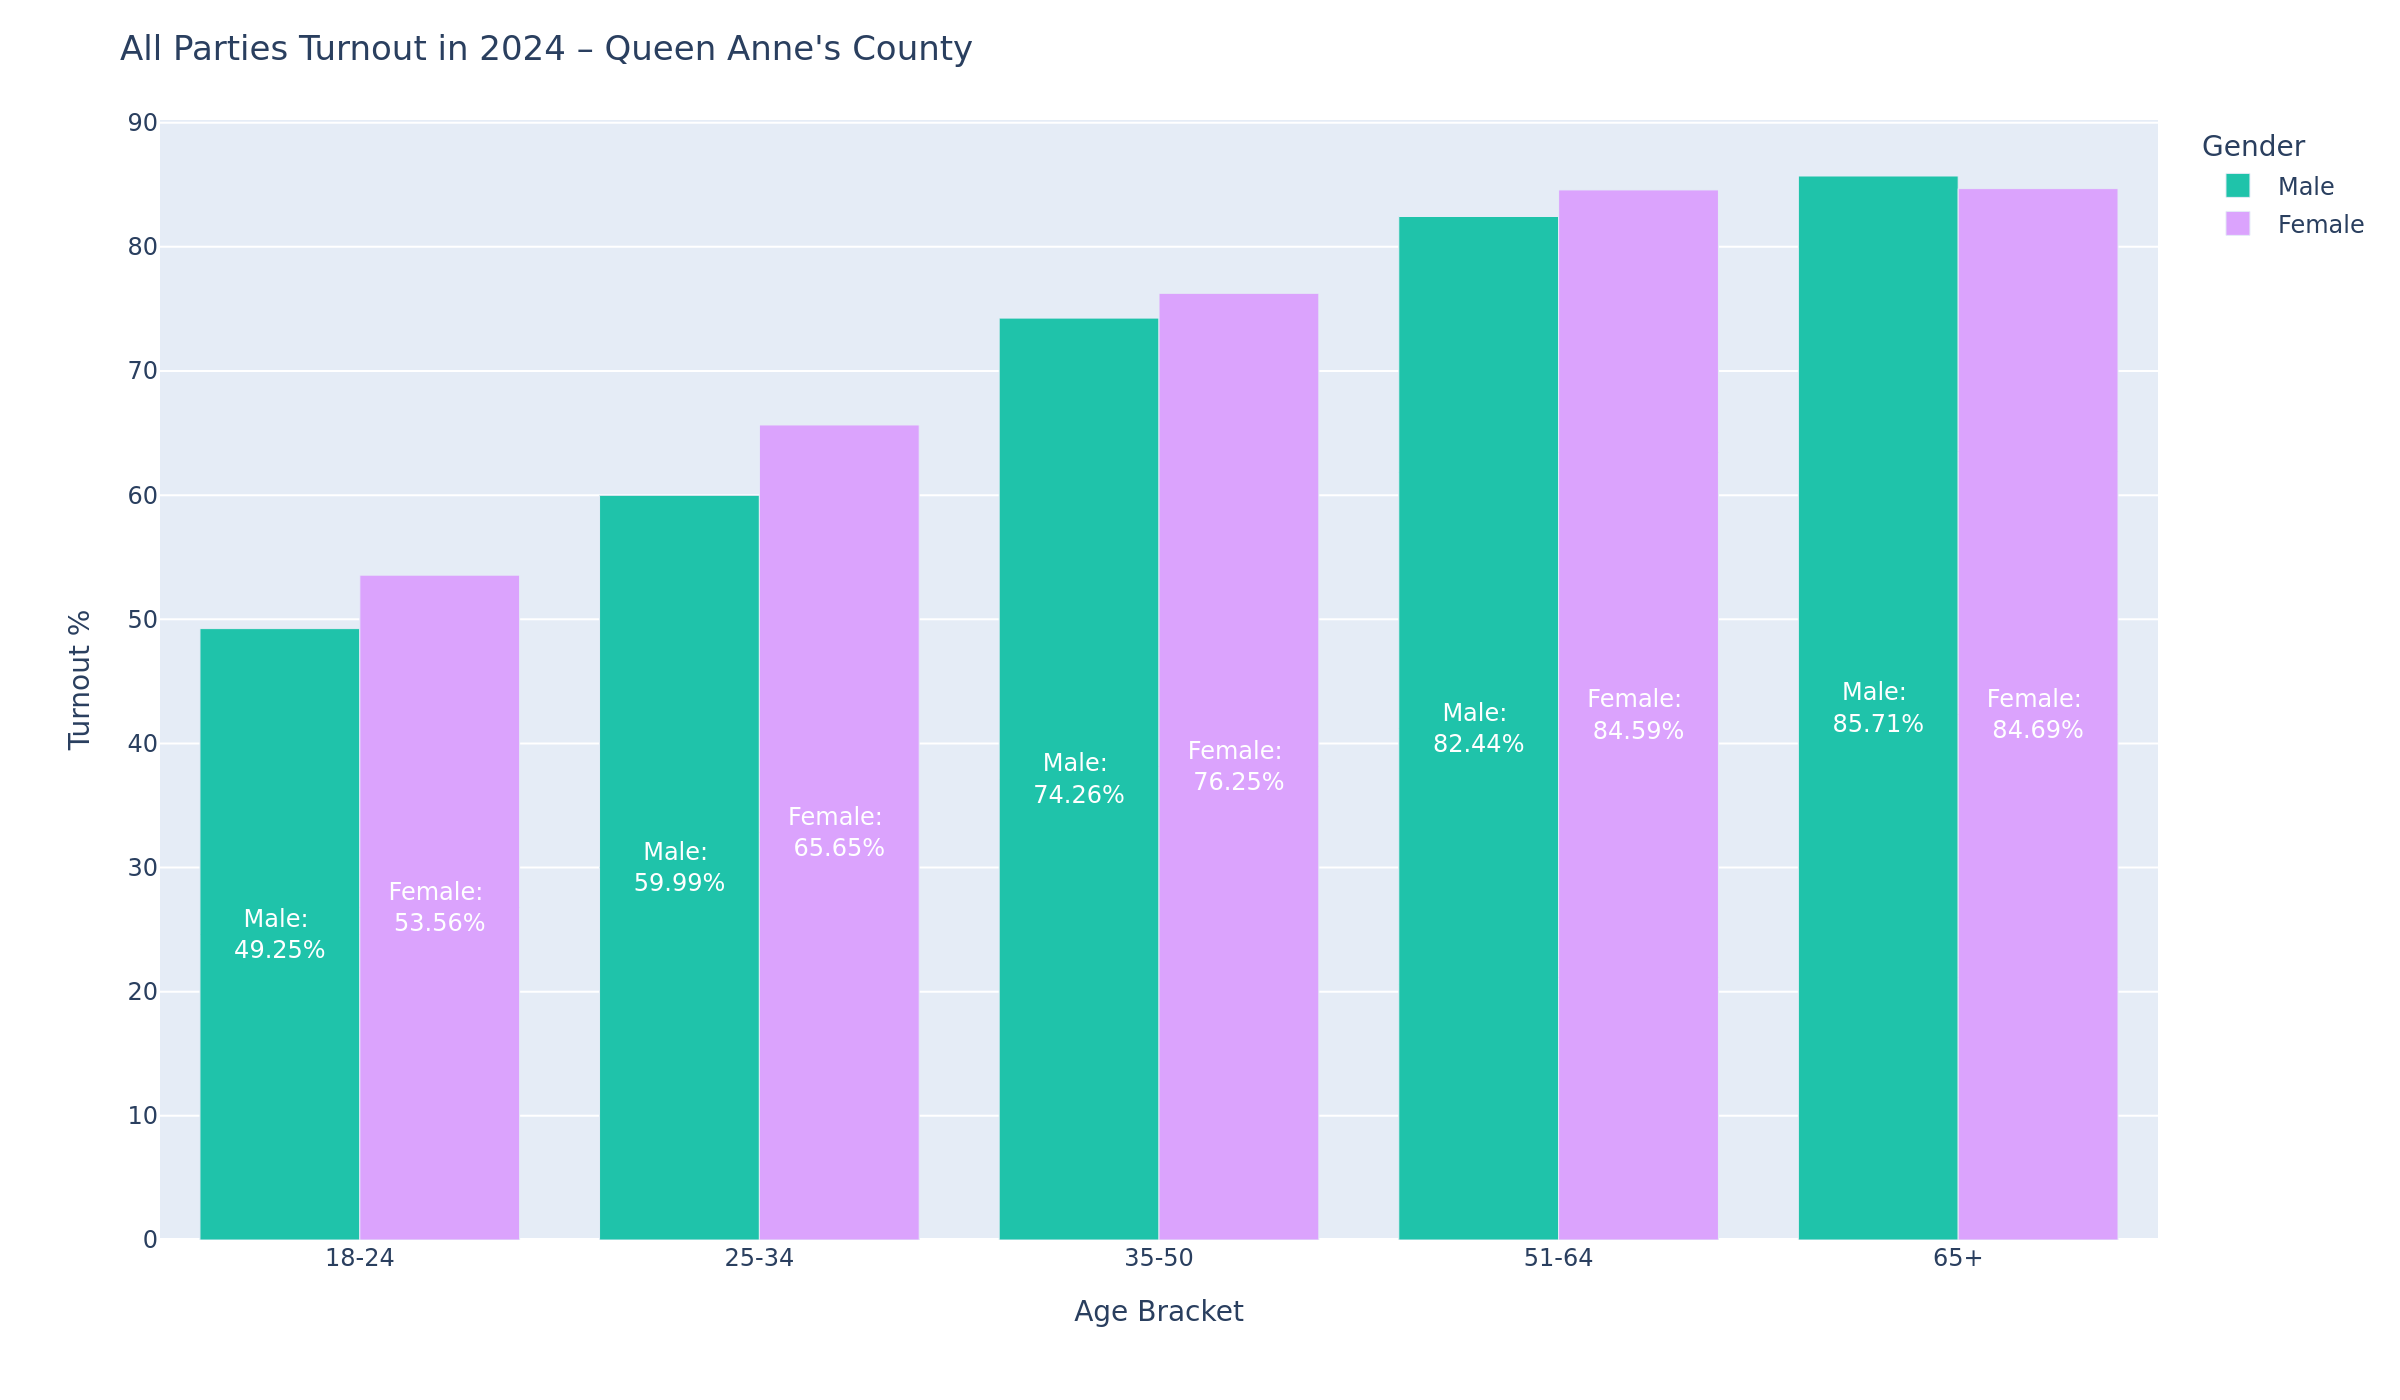 All Parties Turnout in 2024 – Queen Anne's County
Gender
Male
Female
Turnout %
90
80
70
60
50
40
30
20
10
0
Male:
49.25%
Female:
53.56%
Male:
59.99%
Female:
65.65%
Male:
74.26%
Female:
76.25%
Male:
82.44%
Female:
84.59%
Male:
85.71%
Female:
84.69%
18-24
25-34
35-50
51-64
65+
Age Bracket